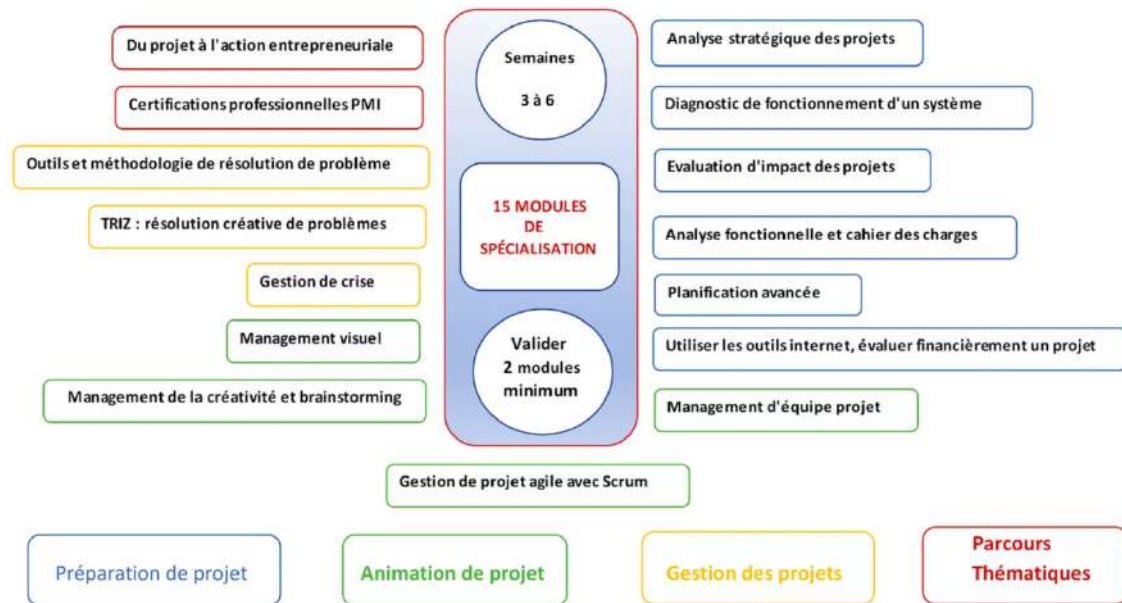 Du projet à l'action entrepreneuriale
Certifications professionnelles PMI
Outils et méthodologie de résolution de problème
TRIZ : résolution créative de problèmes
Gestion de crise
Management visuel
Management de la créativité et brainstorming
Semaines
3 à 6
15 MODULES
DE
SPÉCIALISATION
Valider
2 modules
minimum
Analyse stratégique des projets
Diagnostic de fonctionnement d'un système
Evaluation d'impact des projets
Analyse fonctionnelle et cahier des charges
Planification avancée
Utiliser les outils internet, évaluer financièrement un projet
Management d'équipe projet
Gestion de projet agile avec Scrum
Préparation de projet
Animation de projet
Gestion des projets
Parcours
Thématiques